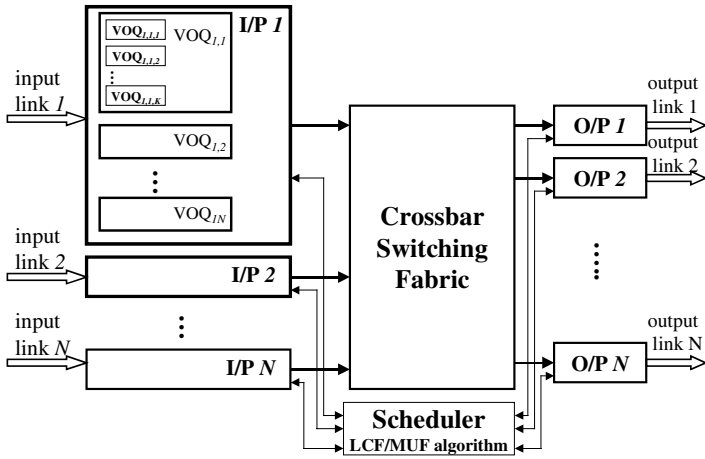 input
link 1
I/P 1
VOQ1,1
VOQ1,1,1
VOQ1,1,2
VOQ1,1,K
VOQ1,2
VOQ1N
input
link 2
I/P 2
input
link N
I/P N
Crossbar
Switching
Fabric
Scheduler
LCF/MUF algorithm
O/P 1
output
link 1
O/P 2
output
link 2
O/P N
output
link N